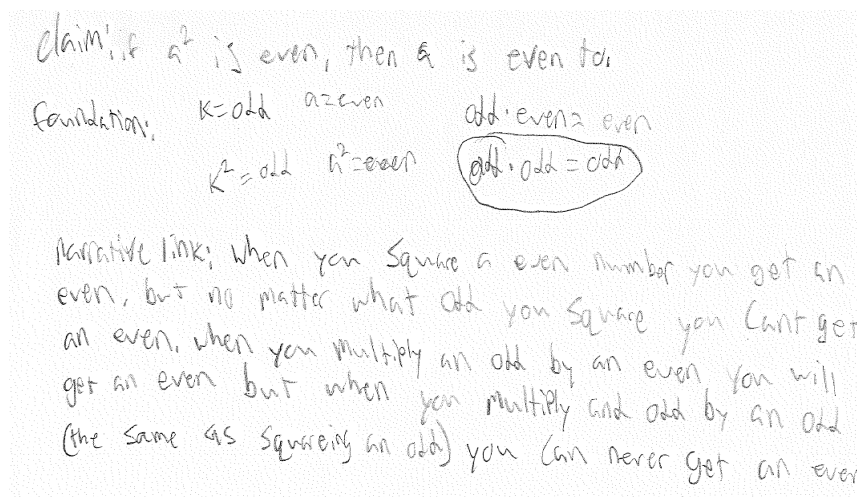 claim: if a² is even, then a is even to.
foundation: K=odd a=even odd·even= even
K²=odd a²=even odd·odd = odd
narrative link: when you square a even number you get an
even, but no matter what odd you square you cant get
an even. when you multiply an odd by an even you will
get an even but when you multiply and odd by an odd
(the same as squareing an odd) you can never get an even